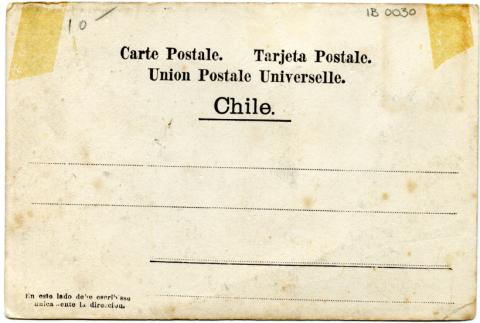 10 -
IB 0030
Carte Postale. Tarjeta Postale.
Union Postale Universelle.
Chile.
En este lado debe escribirse
unicamente la direccion.